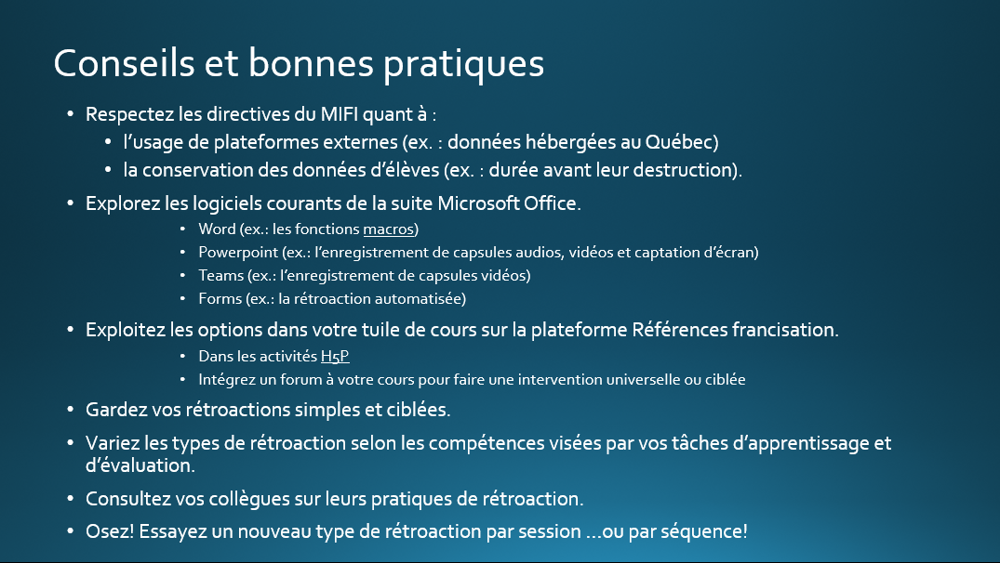 Conseils et bonnes pratiques
• Respectez les directives du MIFI quant à :
• l’usage de plateformes externes (ex. : données hébergées au Québec)
• la conservation des données d’élèves (ex. : durée avant leur destruction).
• Explorez les logiciels courants de la suite Microsoft Office.
• Word (ex.: les fonctions macros)
• Powerpoint (ex.: l’enregistrement de capsules audios, vidéos et captation d’écran)
• Teams (ex.: l’enregistrement de capsules vidéos)
• Forms (ex.: la rétroaction automatisée)
• Exploitez les options dans votre tuile de cours sur la plateforme Références francisation.
• Dans les activités H5P
• Intégrez un forum à votre cours pour faire une intervention universelle ou ciblée
• Gardez vos rétroactions simples et ciblées.
• Variez les types de rétroaction selon les compétences visées par vos tâches d’apprentissage et
d’évaluation.
• Consultez vos collègues sur leurs pratiques de rétroaction.
• Osez! Essayez un nouveau type de rétroaction par session …ou par séquence!